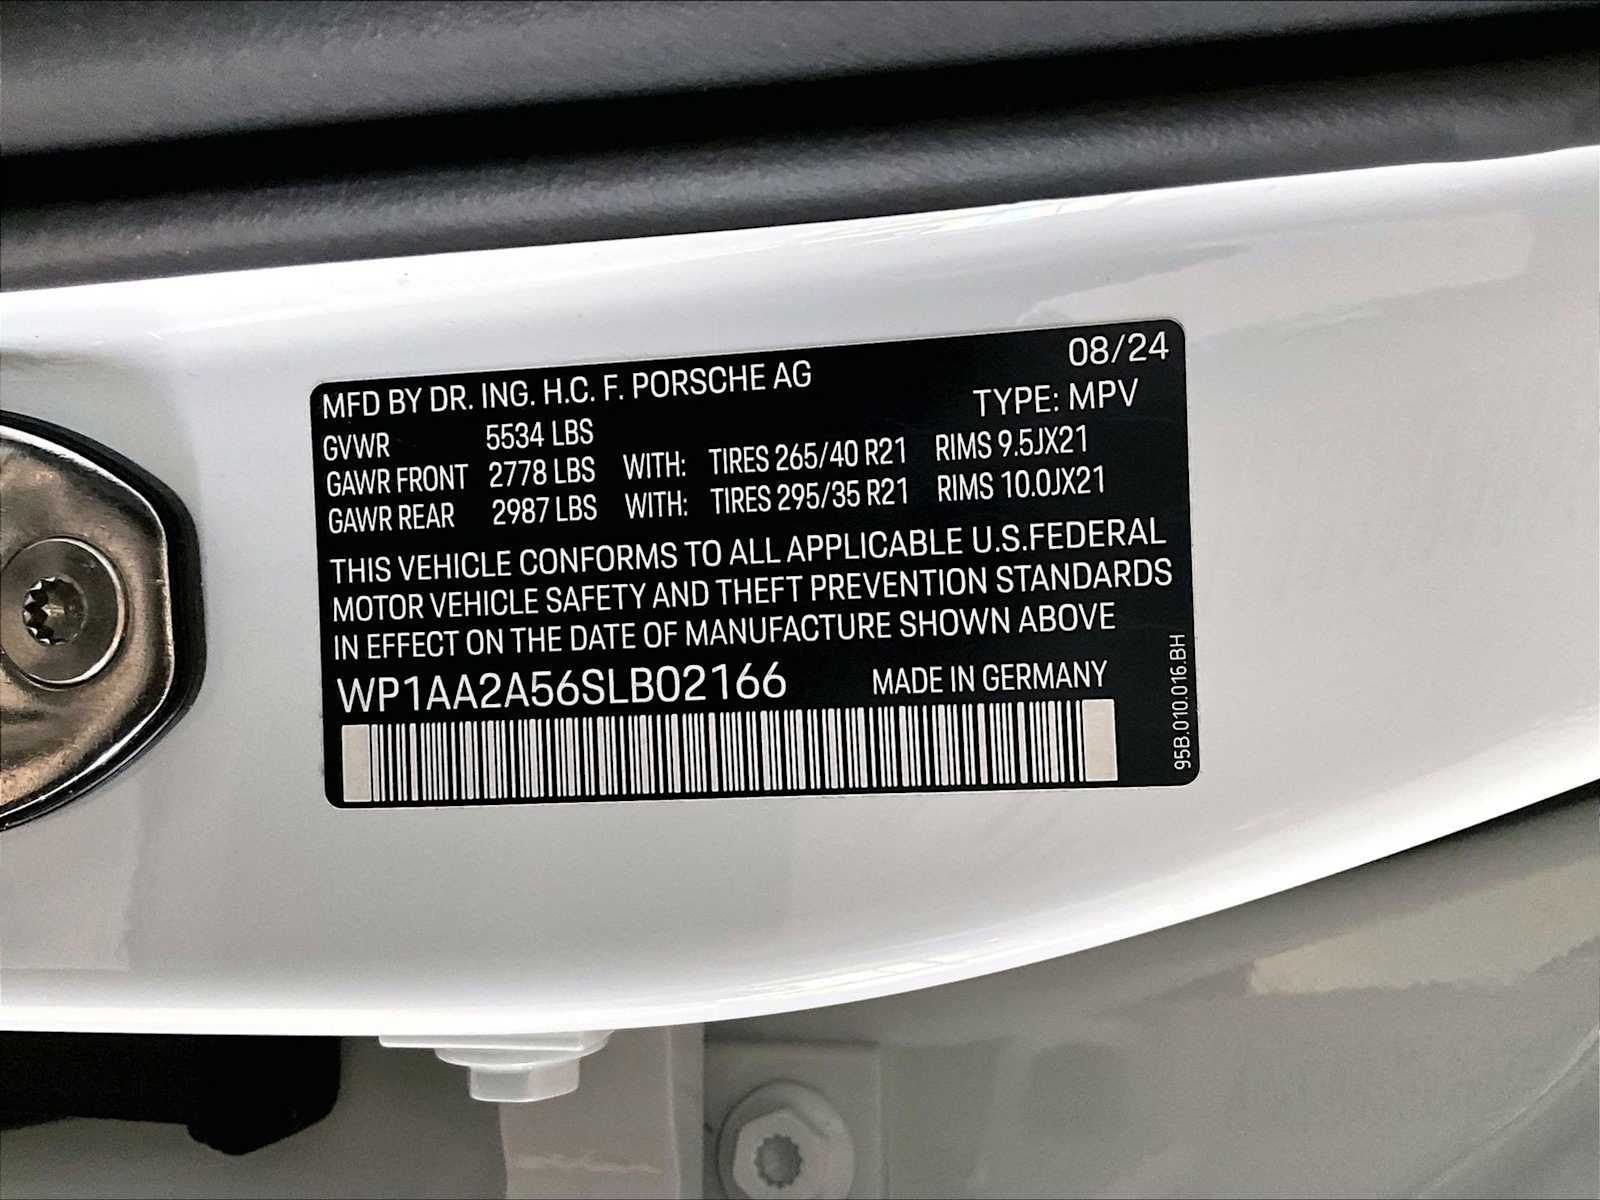 08/24
MFD BY DR. ING. H.C. F. PORSCHE AG
TYPE: MPV
GVWR 5534 LBS
GAWR FRONT 2778 LBS WITH: TIRES 265/40 R21 RIMS 9.5JX21
GAWR REAR 2987 LBS WITH: TIRES 295/35 R21 RIMS 10.0JX21
THIS VEHICLE CONFORMS TO ALL APPLICABLE U.S.FEDERAL
MOTOR VEHICLE SAFETY AND THEFT PREVENTION STANDARDS
IN EFFECT ON THE DATE OF MANUFACTURE SHOWN ABOVE
WP1AA2A56SLB02166 MADE IN GERMANY
95B.010.016.BH